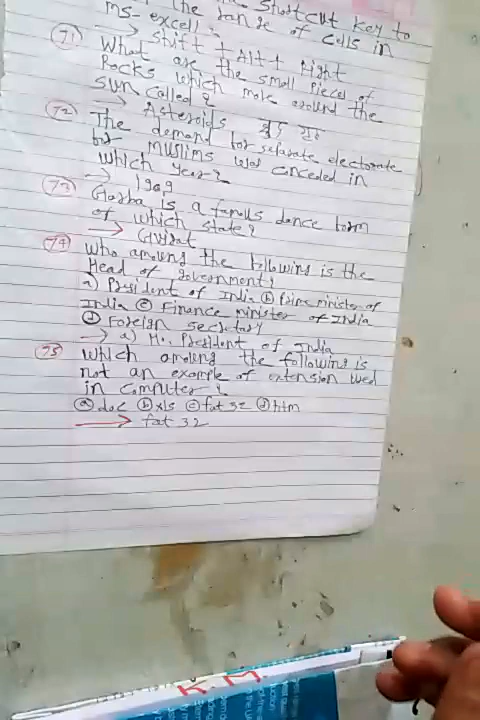 the Shortcut key to
the range of cells in
ms-excel?
→ Shift + Alt + Right
71) What are the small pieces of
Rocks which move around the
sun called?
→ Asteroids
72) The demand for separate electorate
for Muslims was conceded in
which year?
→ 1909
73) Garba is a famous dance form
of which state?
→ Gujrat
74) Who among the following is the
Head of government?
a) President of India b) Prime minister of
India c) Finance minister of India
d) Foreign secretary
→ a) President of India
75) Which among the following is
not an example of extension used
in computer?
a) doc b) xls c) fat 32 d) htm
→ fat 32
R.M